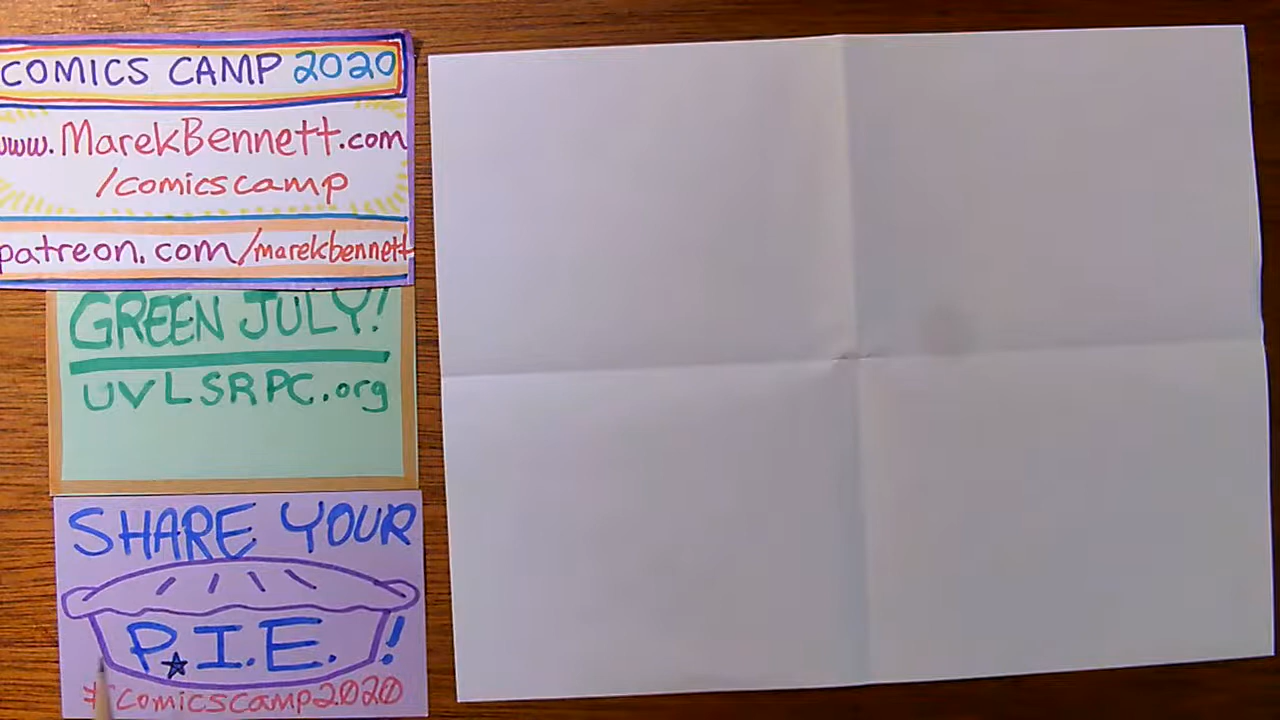 COMICS CAMP 2020
www.MarekBennett.com
/comicscamp
patreon.com/marekbennett
GREEN JULY!
UVLSRPC.org
SHARE YOUR
P.I.E.!
#comicscamp2020